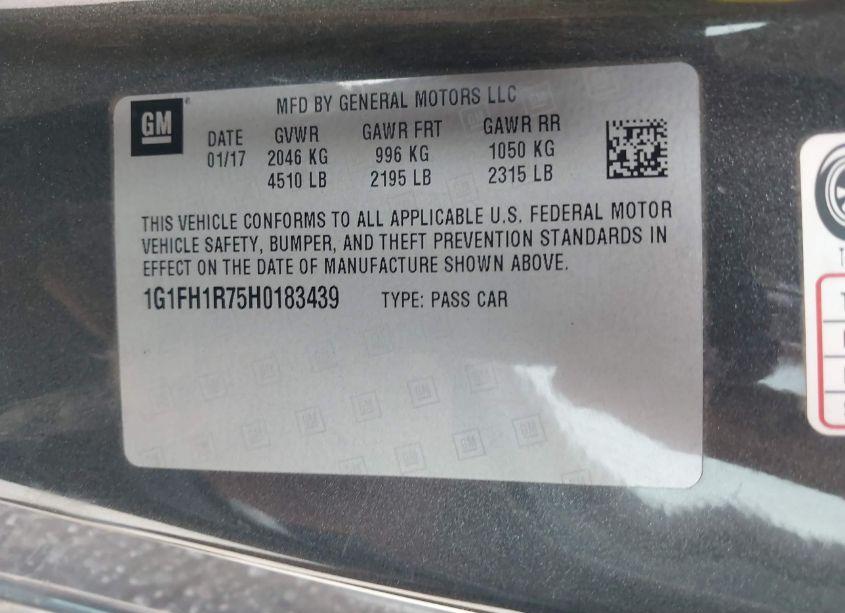 GM
MFD BY GENERAL MOTORS LLC
DATE GVWR GAWR FRT GAWR RR
01/17 2046 KG 996 KG 1050 KG
4510 LB 2195 LB 2315 LB
THIS VEHICLE CONFORMS TO ALL APPLICABLE U.S. FEDERAL MOTOR
VEHICLE SAFETY, BUMPER, AND THEFT PREVENTION STANDARDS IN
EFFECT ON THE DATE OF MANUFACTURE SHOWN ABOVE.
1G1FH1R75H0183439 TYPE: PASS CAR